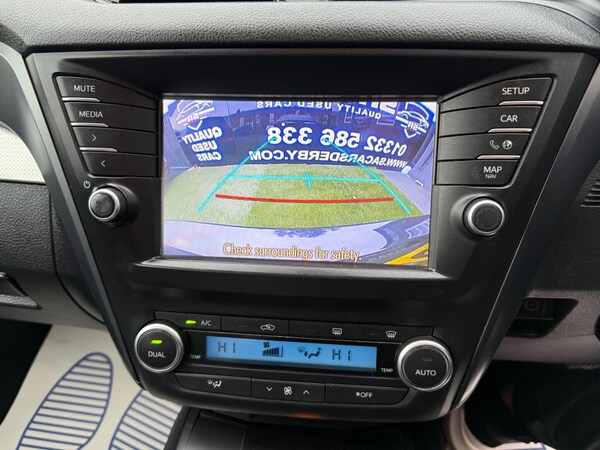 MUTE
MEDIA
SETUP
CAR
MAP
NAV
QUALITY USED CARS
SA
QUALITY
USED
CARS
01332 586 338
WWW.SACARSDERBY.COM
Check surroundings for safety.
A/C
DUAL
TEMP
HI
HI
TEMP
AUTO
OFF